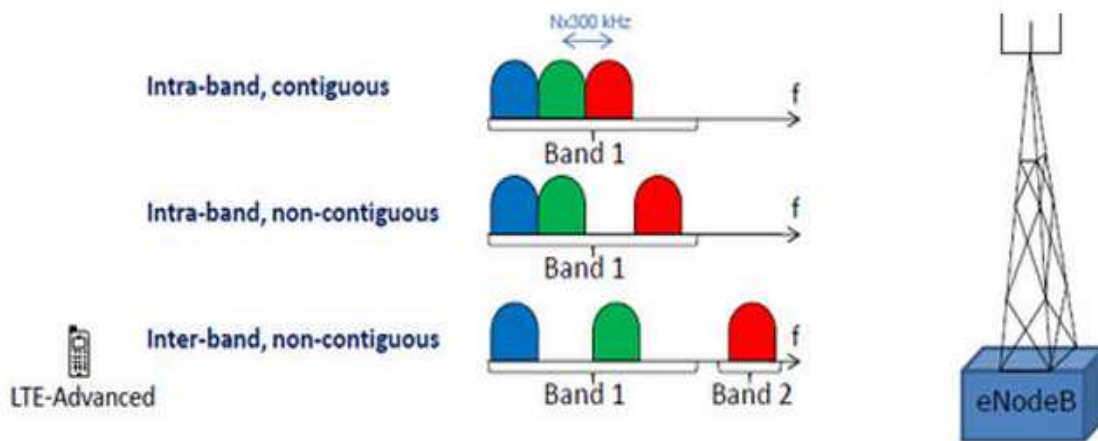 Nx300 kHz
Intra-band, contiguous
f
Band 1
Intra-band, non-contiguous
f
Band 1
Inter-band, non-contiguous
f
LTE-Advanced
Band 1
Band 2
eNodeB